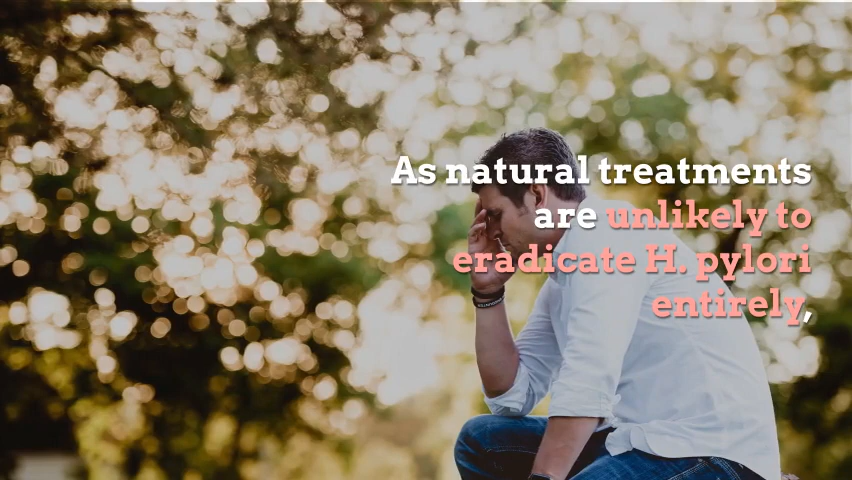 As natural treatments
are unlikely to
eradicate H. pylori
entirely,